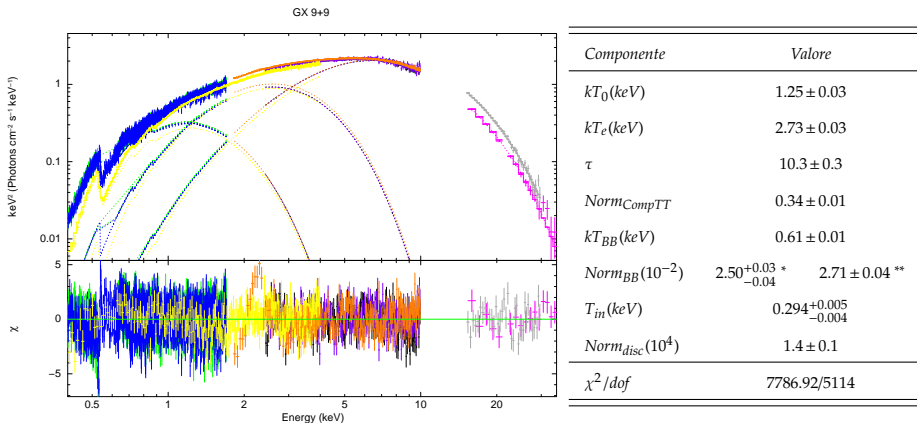 GX 9+9
keV² (Photons cm⁻² s⁻¹ keV⁻¹)
1
0.1
0.01
χ
5
0
−5
0.5 1 2 5 10 20
Energy (keV)
Componente Valore
kT₀(keV) 1.25 ± 0.03
kTₑ(keV) 2.73 ± 0.03
τ 10.3 ± 0.3
Norm_CompTT 0.34 ± 0.01
kT_BB(keV) 0.61 ± 0.01
Norm_BB(10⁻²) 2.50^{+0.03}_{−0.04} * 2.71 ± 0.04 **
T_in(keV) 0.294^{+0.005}_{−0.004}
Norm_disc(10⁴) 1.4 ± 0.1
χ²/dof 7786.92/5114